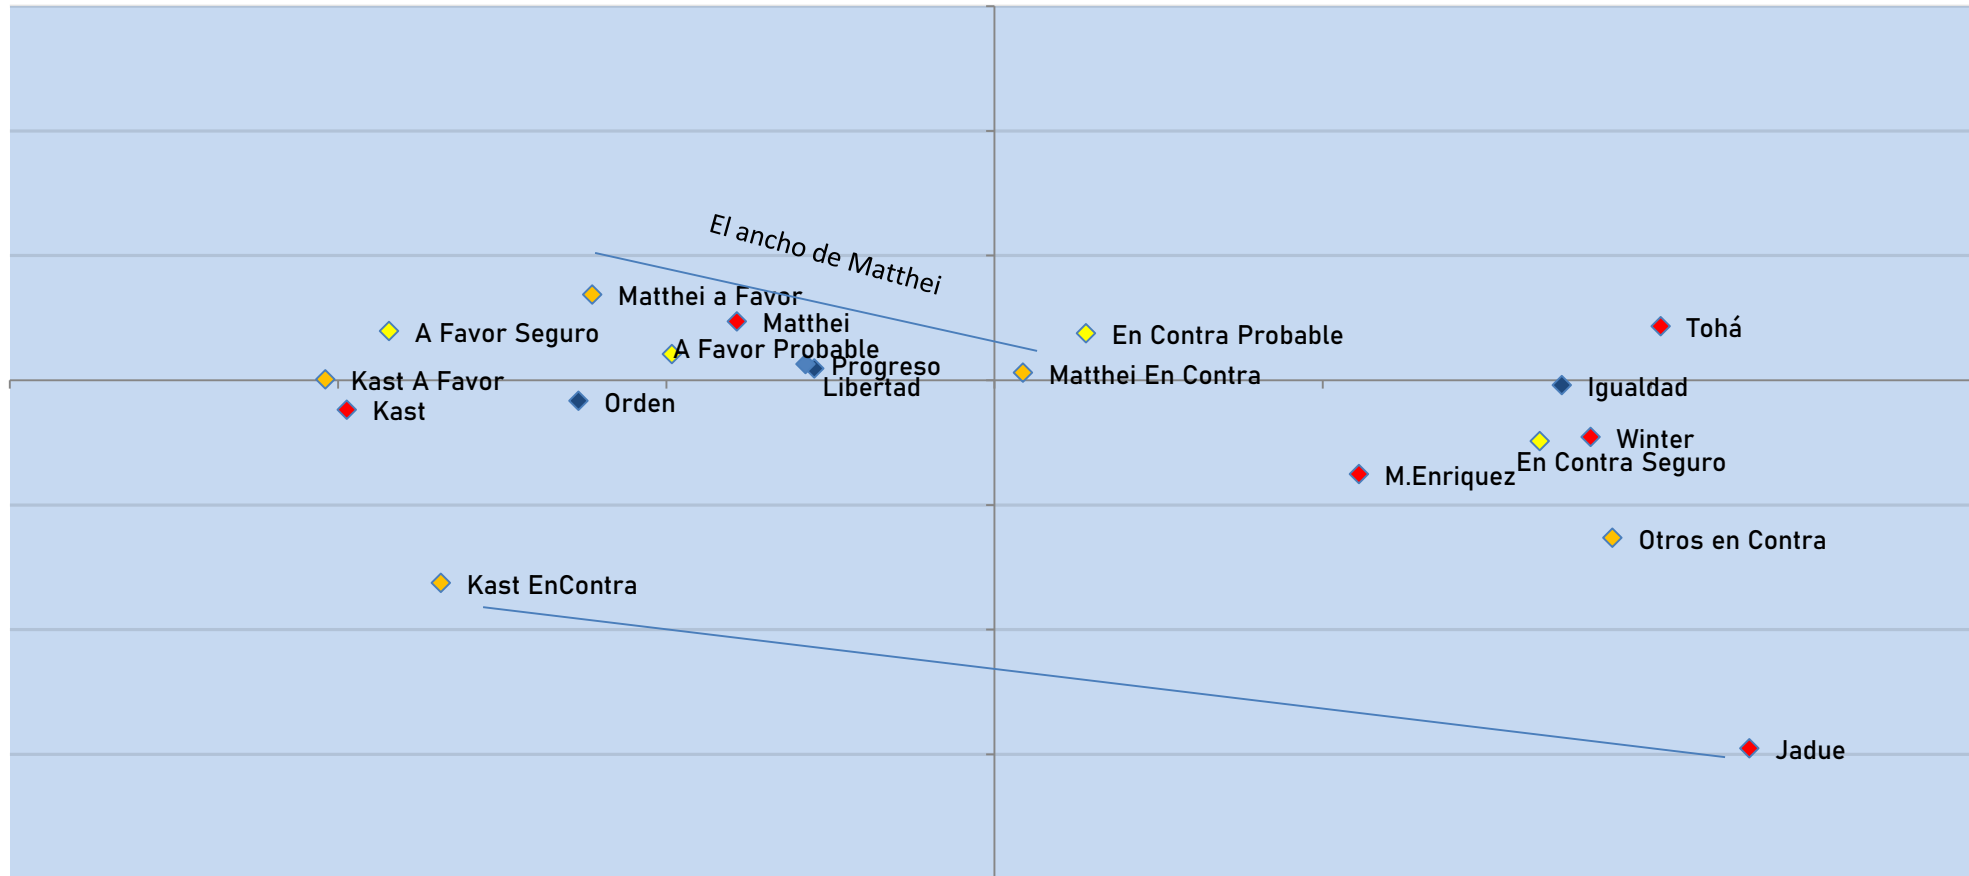 El ancho de Matthei
Matthei a Favor
Matthei
A Favor Seguro
A Favor Probable
En Contra Probable
Tohá
Progreso
Libertad
Matthei En Contra
Kast A Favor
Kast
Orden
Igualdad
Winter
En Contra Seguro
M.Enriquez
Otros en Contra
Kast EnContra
Jadue